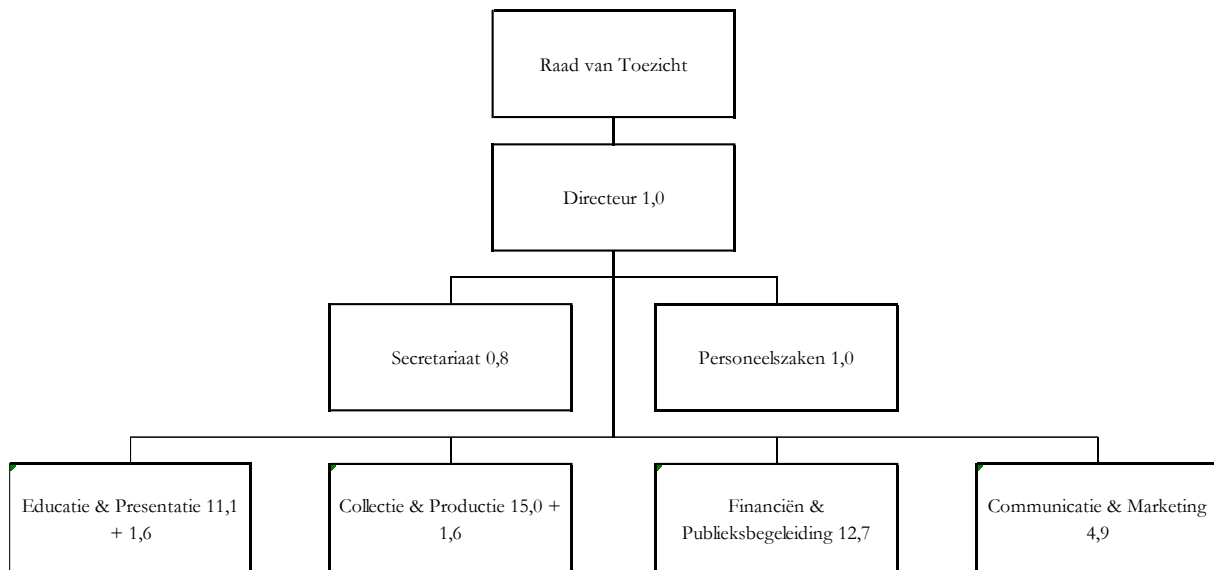 Raad van Toezicht
Directeur 1,0
Secretariaat 0,8
Personeelszaken 1,0
Educatie & Presentatie 11,1
+ 1,6
Collectie & Productie 15,0 +
1,6
Financiën &
Publieksbegeleiding 12,7
Communicatie & Marketing
4,9